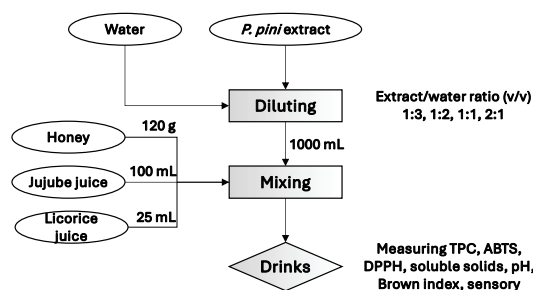 Water
P. pini extract
Diluting
Extract/water ratio (v/v)
1:3, 1:2, 1:1, 2:1
Honey
120 g
1000 mL
Jujube juice
100 mL
Mixing
Licorice
juice
25 mL
Drinks
Measuring TPC, ABTS,
DPPH, soluble solids, pH,
Brown index, sensory